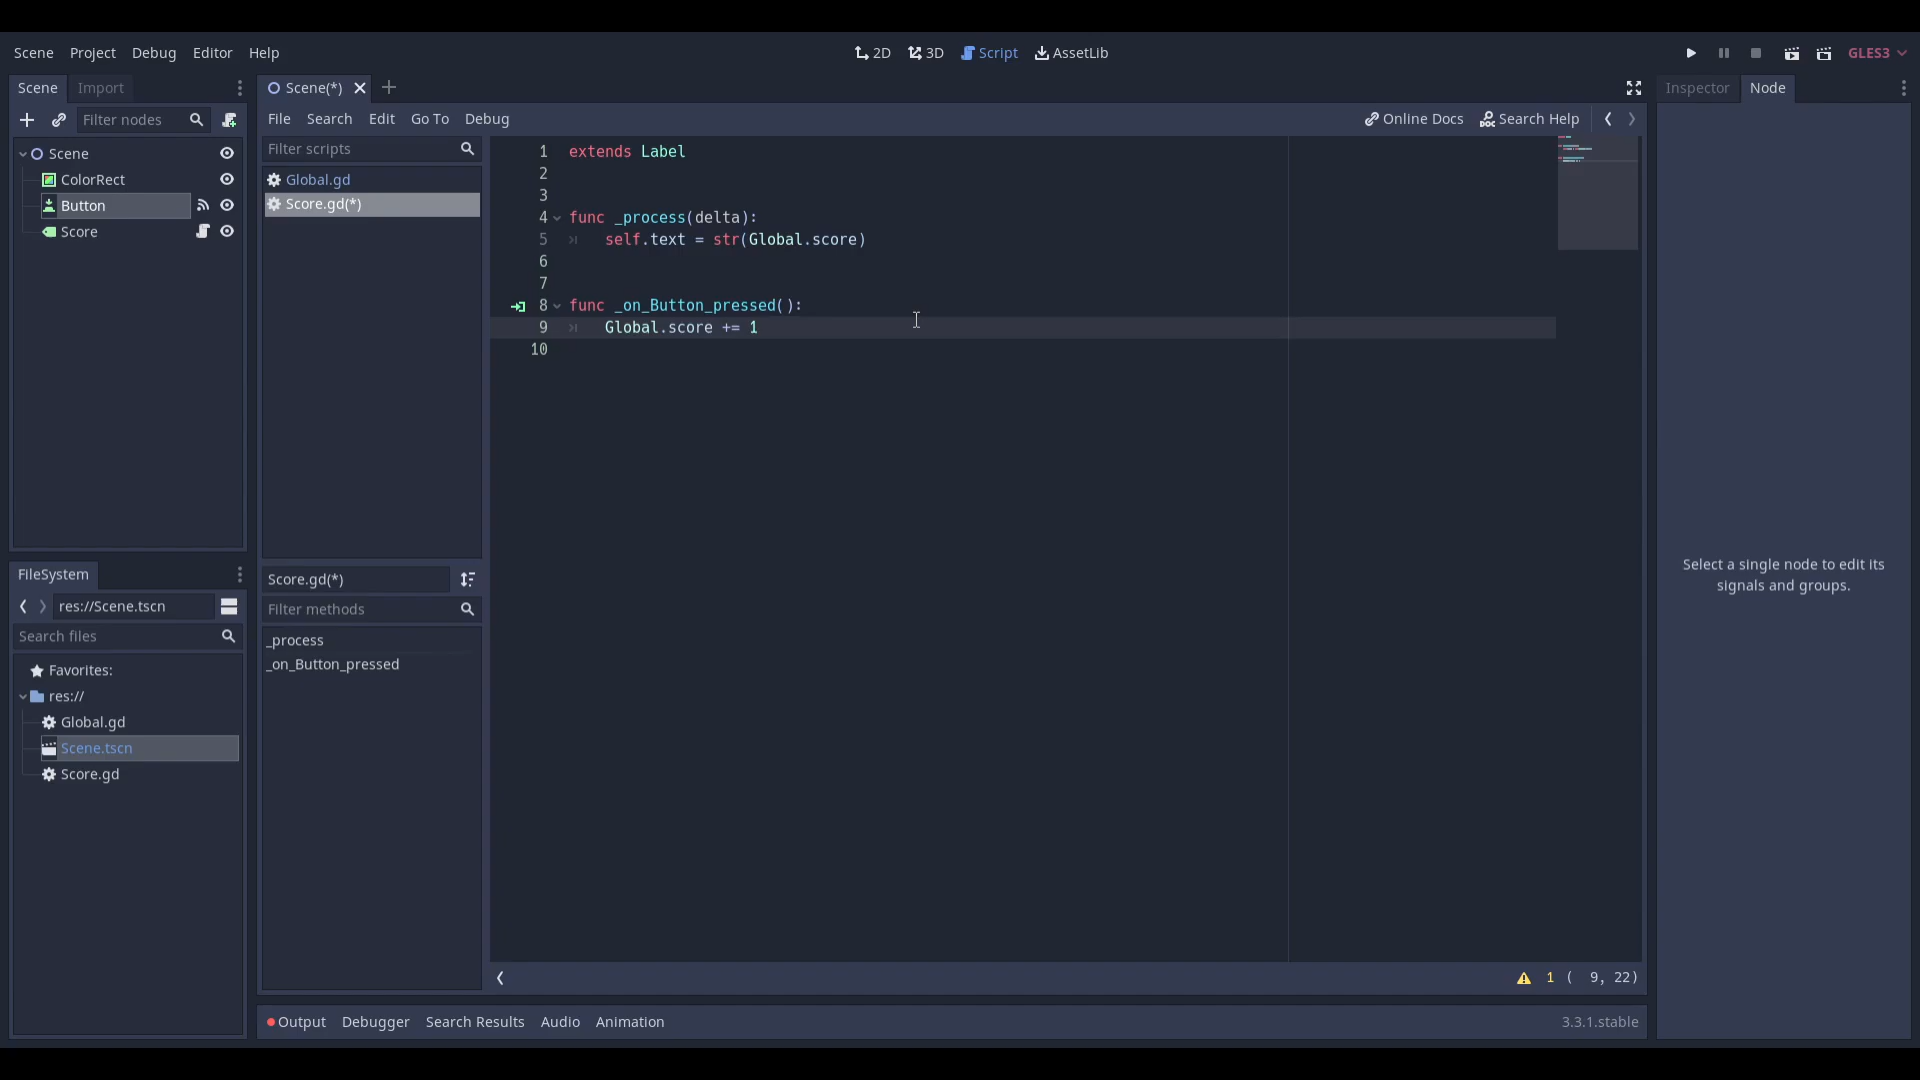 Scene Project Debug Editor Help 2D 3D Script AssetLib GLES3
Scene Import Scene(*) Inspector Node
Filter nodes File Search Edit Go To Debug Online Docs Search Help
Filter scripts
Scene
ColorRect
Button
Score
Global.gd
Score.gd(*)
1 extends Label
2
3
4 func _process(delta):
5 self.text = str(Global.score)
6
7
8 func _on_Button_pressed():
9 Global.score += 1
10
Select a single node to edit its
signals and groups.
FileSystem
res://Scene.tscn
Search files
Favorites:
res://
Global.gd
Scene.tscn
Score.gd
Score.gd(*)
Filter methods
_process
_on_Button_pressed
1 ( 9, 22)
Output Debugger Search Results Audio Animation 3.3.1.stable